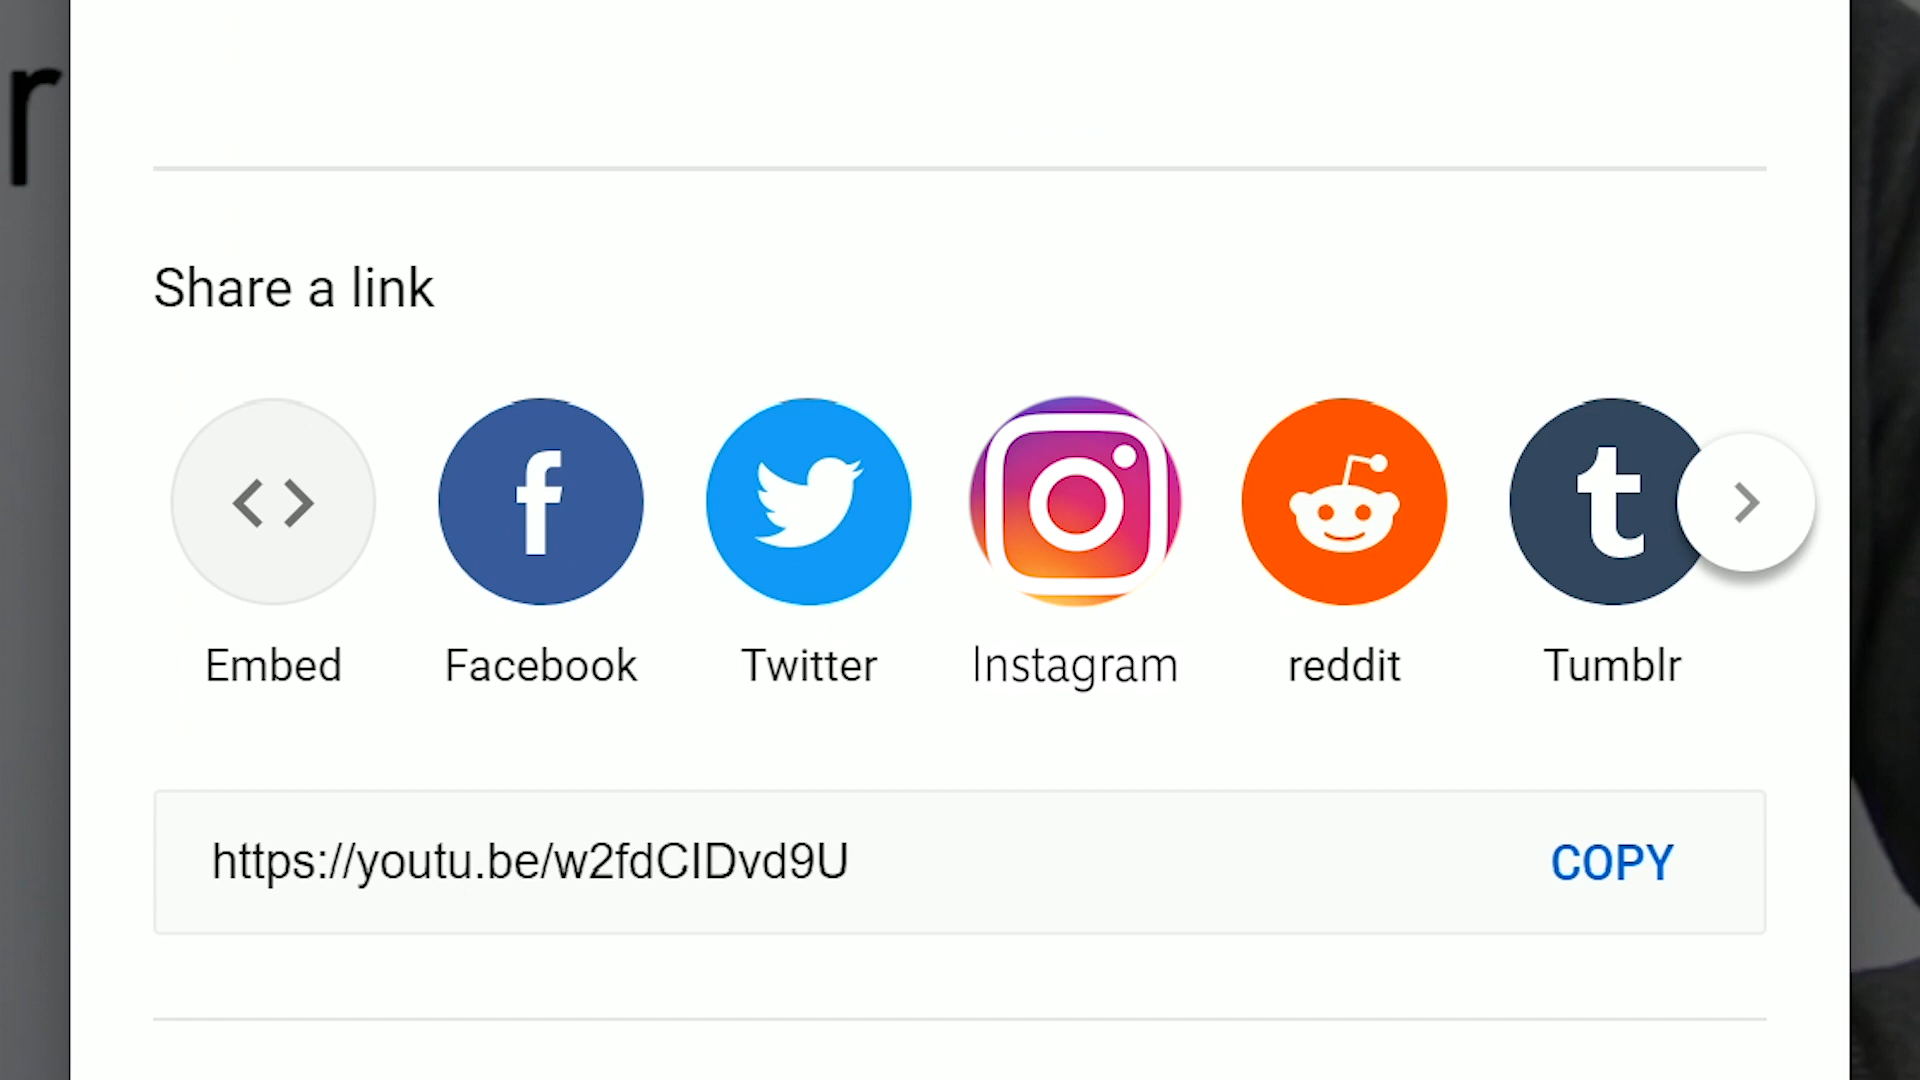 r
Share a link
Embed
Facebook
Twitter
Instagram
reddit
Tumblr
https://youtu.be/w2fdCIDvd9U
COPY